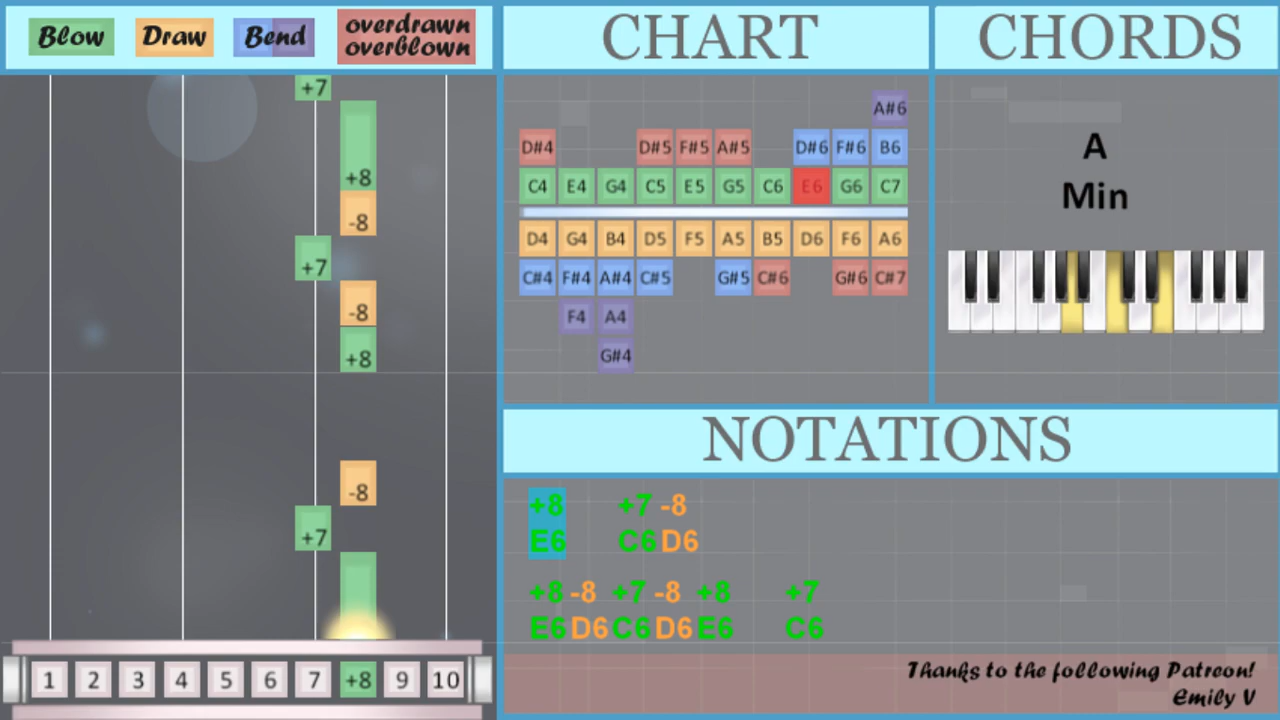 Blow Draw Bend overdrawn
overblown
CHART
CHORDS
+7
+8
-8
+7
-8
+8
-8
+7
1 2 3 4 5 6 7 +8 9 10
A#6
D#4 D#5 F#5 A#5 D#6 F#6 B6
C4 E4 G4 C5 E5 G5 C6 E6 G6 C7
D4 G4 B4 D5 F5 A5 B5 D6 F6 A6
C#4 F#4 A#4 C#5 G#5 C#6 G#6 C#7
F4 A4
G#4
A
Min
NOTATIONS
+8 +7 -8
E6 C6 D6
+8 -8 +7 -8 +8 +7
E6 D6 C6 D6 E6 C6
Thanks to the following Patreon!
Emily V